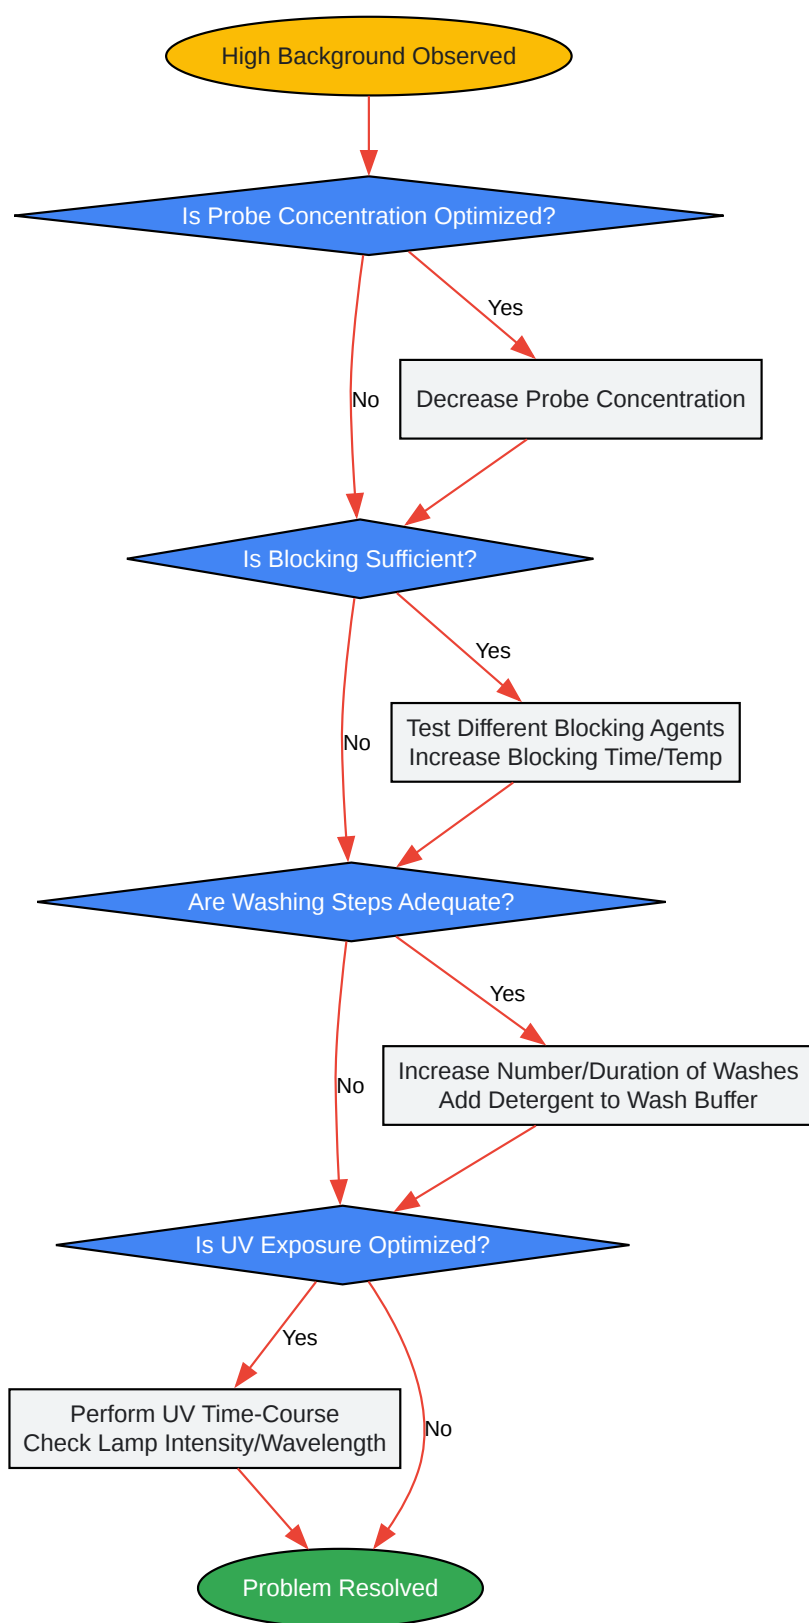 High Background Observed
Is Probe Concentration Optimized?
Yes
No
Decrease Probe Concentration
Is Blocking Sufficient?
Yes
No
Test Different Blocking Agents
Increase Blocking Time/Temp
Are Washing Steps Adequate?
Yes
No
Increase Number/Duration of Washes
Add Detergent to Wash Buffer
Is UV Exposure Optimized?
Yes
Perform UV Time-Course
Check Lamp Intensity/Wavelength
No
Problem Resolved